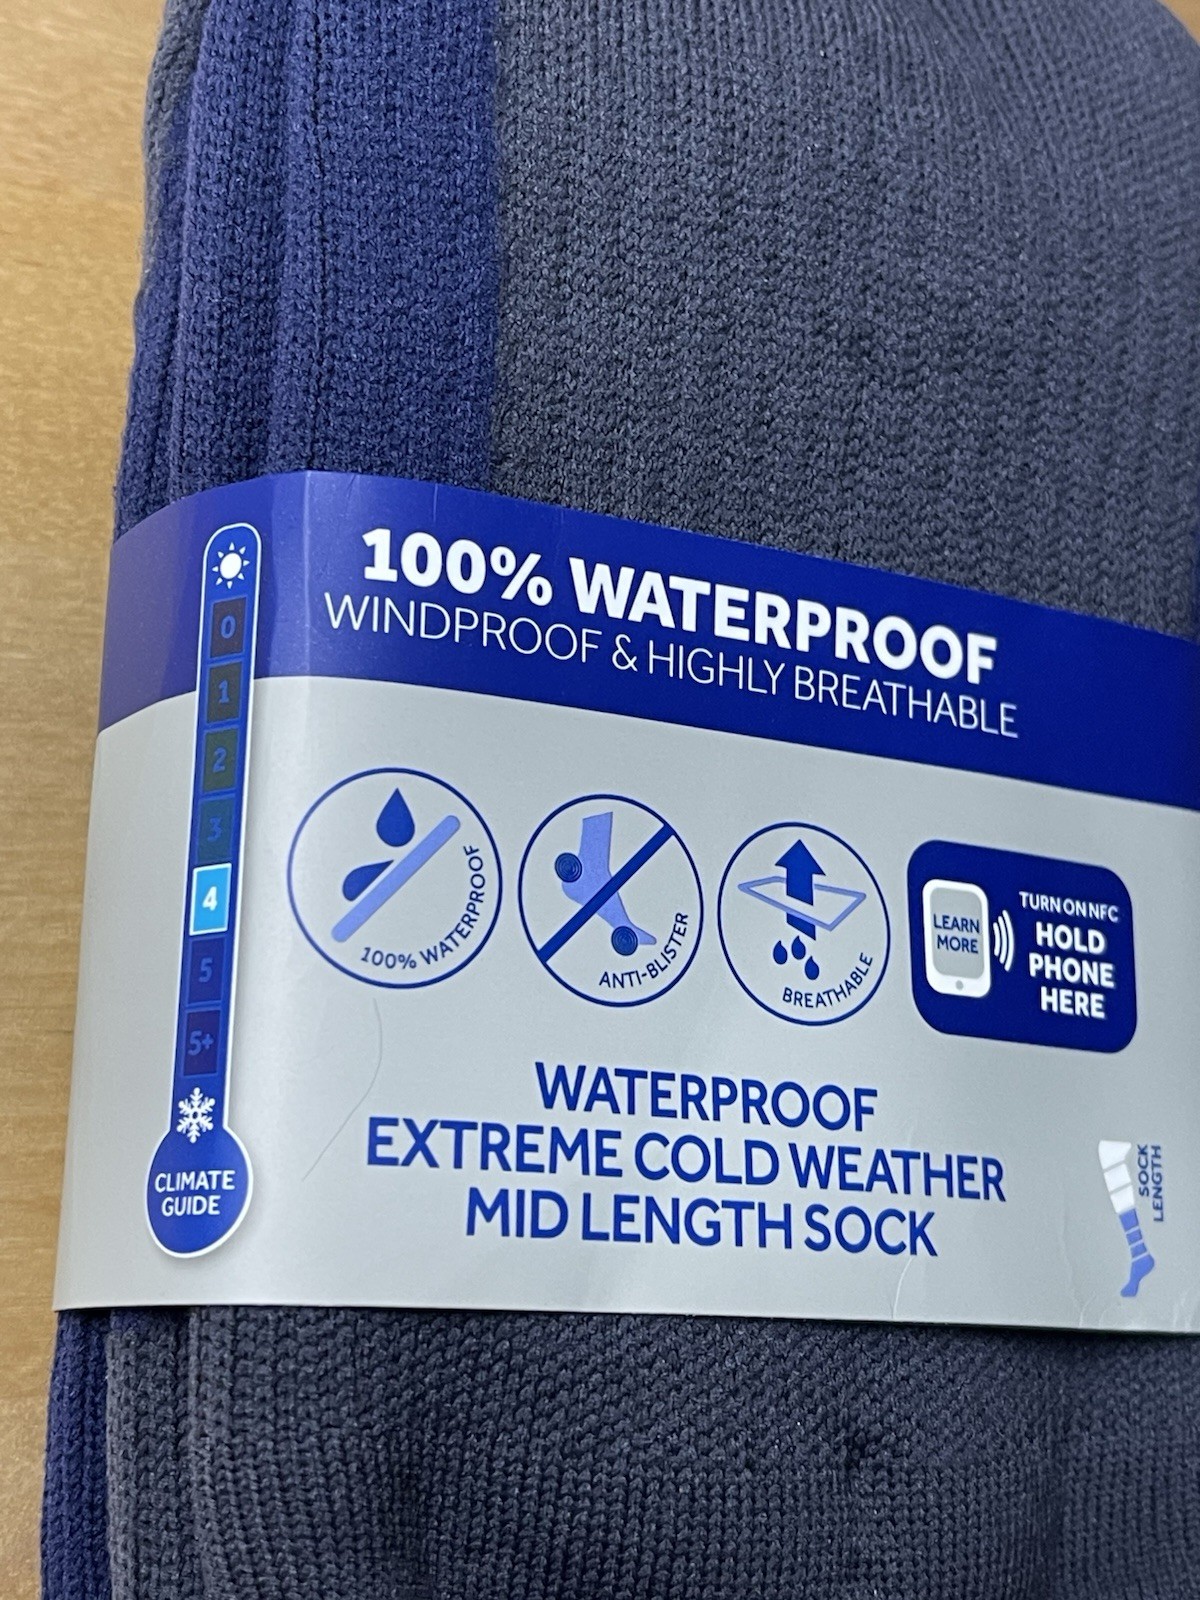 100% WATERPROOF
WINDPROOF & HIGHLY BREATHABLE
0
1
2
3
4
5
5+
CLIMATE
GUIDE
100% WATERPROOF
ANTI-BLISTER
BREATHABLE
LEARN
MORE
TURN ON NFC
HOLD
PHONE
HERE
WATERPROOF
EXTREME COLD WEATHER
MID LENGTH SOCK
SOCK
LENGTH